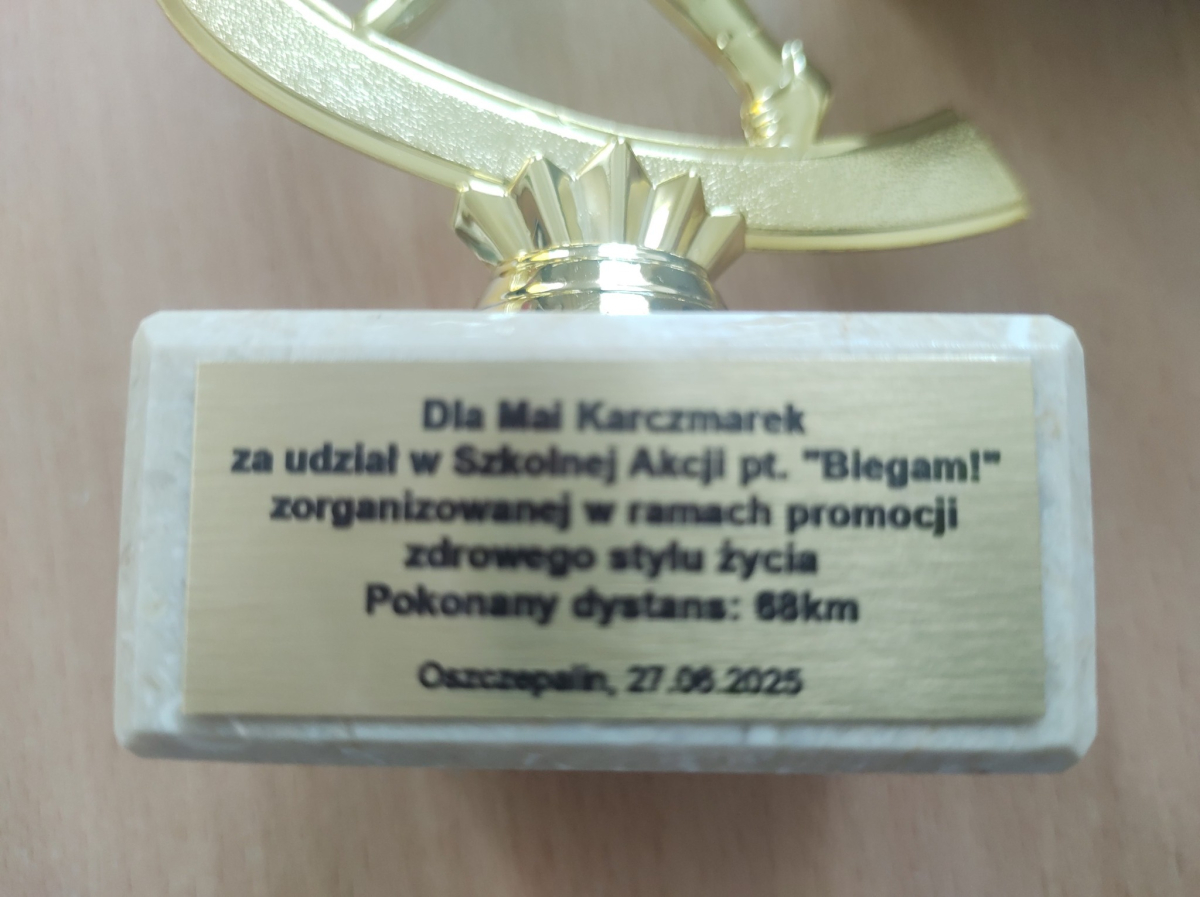 Dla Mai Karczmarek
za udział w Szkolnej Akcji pt. "Biegam!"
zorganizowanej w ramach promocji
zdrowego stylu życia
Pokonany dystans: 68km
Oszczepalin, 27.06.2025